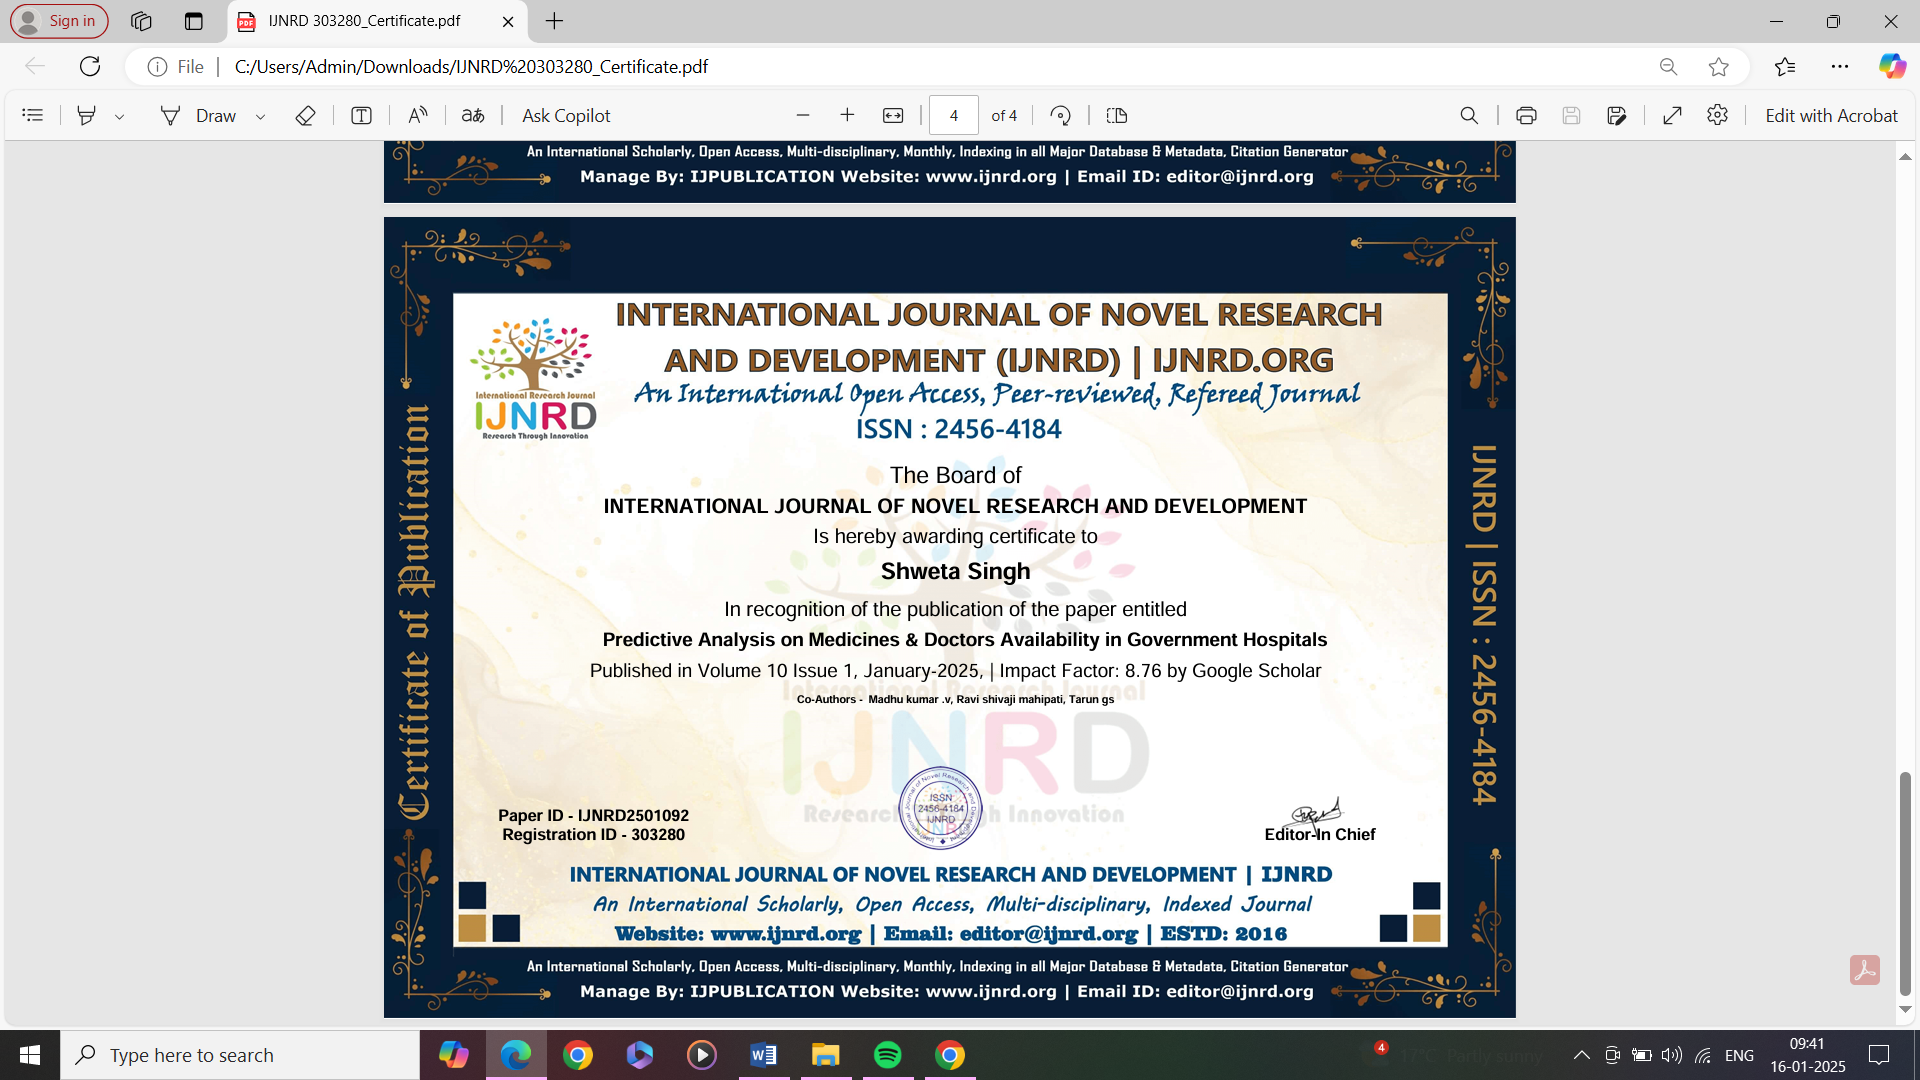 Sign in
IJNRD 303280_Certificate.pdf
File
C:/Users/Admin/Downloads/IJNRD%20303280_Certificate.pdf
Draw
Ask Copilot
4 of 4
Edit with Acrobat
An International Scholarly, Open Access, Multi-disciplinary, Monthly, Indexing in all Major Database & Metadata, Citation Generator
Manage By: IJPUBLICATION Website: www.ijnrd.org | Email ID: editor@ijnrd.org
INTERNATIONAL JOURNAL OF NOVEL RESEARCH
AND DEVELOPMENT (IJNRD) | IJNRD.ORG
An International Open Access, Peer-reviewed, Refereed Journal
ISSN : 2456-4184
International Research Journal
IJNRD
Research Through Innovation
Certificate of Publication
IJNRD | ISSN : 2456-4184
The Board of
INTERNATIONAL JOURNAL OF NOVEL RESEARCH AND DEVELOPMENT
Is hereby awarding certificate to
Shweta Singh
In recognition of the publication of the paper entitled
Predictive Analysis on Medicines & Doctors Availability in Government Hospitals
Published in Volume 10 Issue 1, January-2025, | Impact Factor: 8.76 by Google Scholar
International Research Journal
Co-Authors - Madhu kumar .v, Ravi shivaji mahipati, Tarun gs
IJNRD
ISSN
2456-4184
IJNRD
Paper ID - IJNRD2501092
Registration ID - 303280
Editor-In Chief
INTERNATIONAL JOURNAL OF NOVEL RESEARCH AND DEVELOPMENT | IJNRD
An International Scholarly, Open Access, Multi-disciplinary, Indexed Journal
Website: www.ijnrd.org | Email: editor@ijnrd.org | ESTD: 2016
An International Scholarly, Open Access, Multi-disciplinary, Monthly, Indexing in all Major Database & Metadata, Citation Generator
Manage By: IJPUBLICATION Website: www.ijnrd.org | Email ID: editor@ijnrd.org
Type here to search
4
17°C Partly sunny
ENG
09:41
16-01-2025